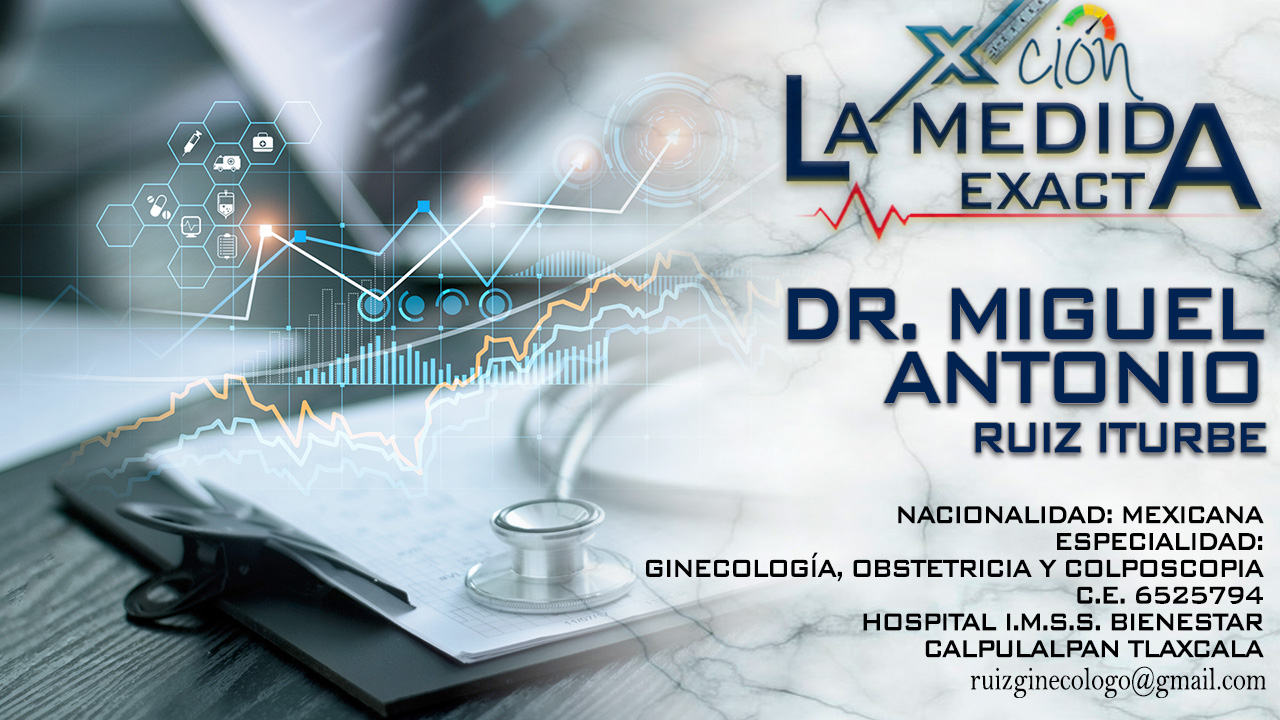 Xción
LA MEDIDA
EXACTA
DR. MIGUEL
ANTONIO
RUIZ ITURBE
NACIONALIDAD: MEXICANA
ESPECIALIDAD:
GINECOLOGÍA, OBSTETRICIA Y COLPOSCOPIA
C.E. 6525794
HOSPITAL I.M.S.S. BIENESTAR
CALPULALPAN TLAXCALA
ruizginecologo@gmail.com